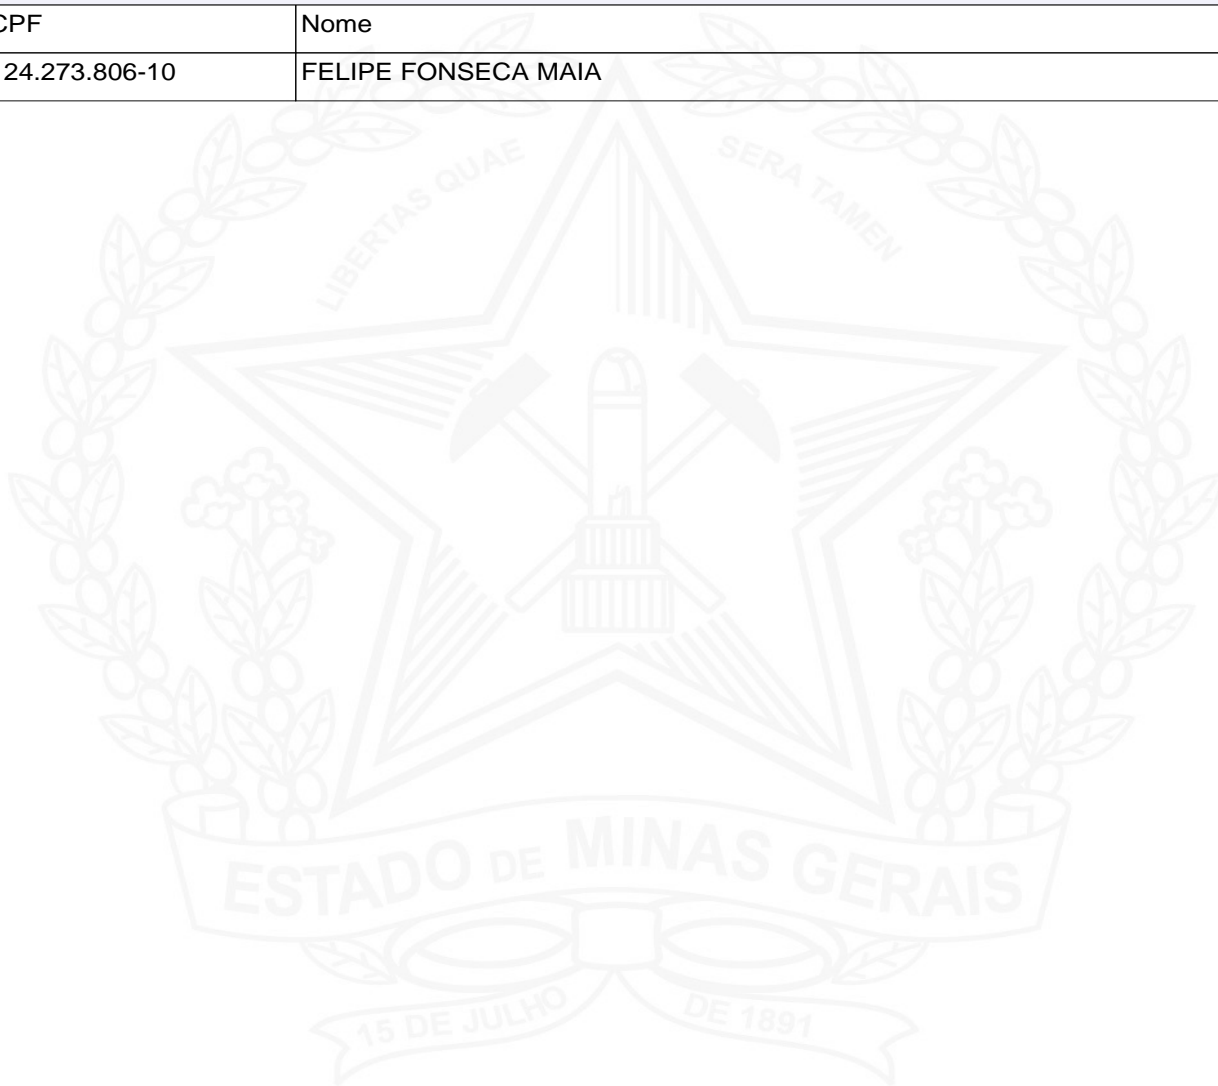 CPF Nome
24.273.806-10 FELIPE FONSECA MAIA
LIBERTAS QUAE SERA TAMEN
ESTADO DE MINAS GERAIS
15 DE JULHO DE 1891